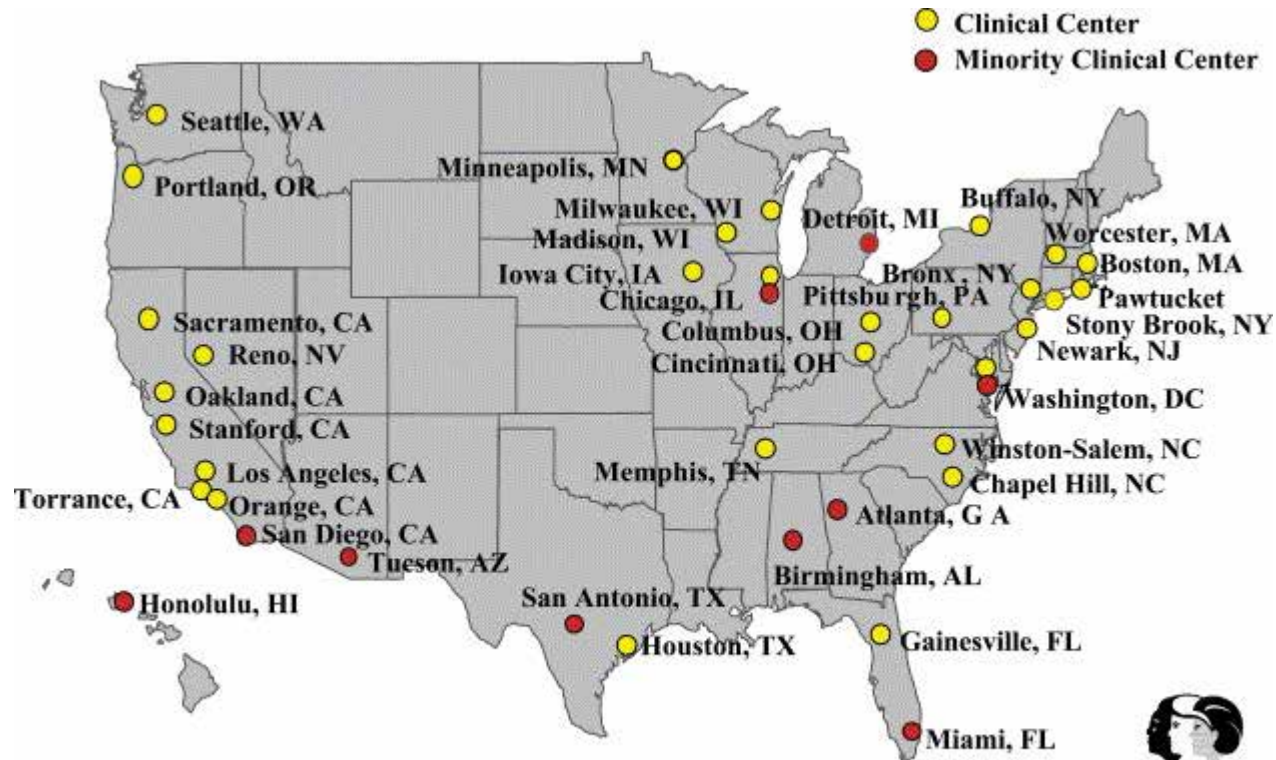 Clinical Center
Minority Clinical Center
Seattle, WA
Minneapolis, MN
Portland, OR
Buffalo, NY
Milwaukee, WI
Detroit, MI
Madison, WI
Worcester, MA
Iowa City, IA
Bronx, NY
Boston, MA
Chicago, IL
Pittsburgh, PA
Pawtucket
Sacramento, CA
Columbus, OH
Stony Brook, NY
Reno, NV
Cincinnati, OH
Newark, NJ
Oakland, CA
Washington, DC
Stanford, CA
Winston-Salem, NC
Los Angeles, CA
Memphis, TN
Chapel Hill, NC
Torrance, CA
Orange, CA
Atlanta, G A
San Diego, CA
Tueson, AZ
Birmingham, AL
Honolulu, HI
San Antonio, TX
Houston, TX
Gainesville, FL
Miami, FL